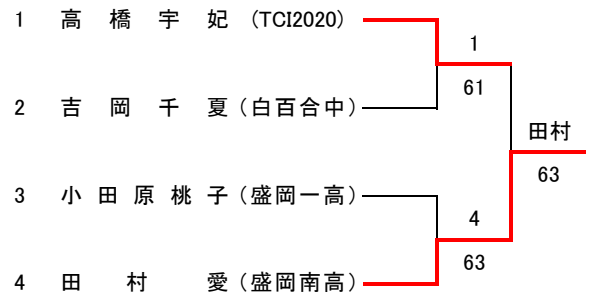 1 高橋宇妃 (TCI2020)
1
61
2 吉岡千夏 (白百合中)
田村
63
3 小田原桃子 (盛岡一高)
4
63
4 田村愛 (盛岡南高)